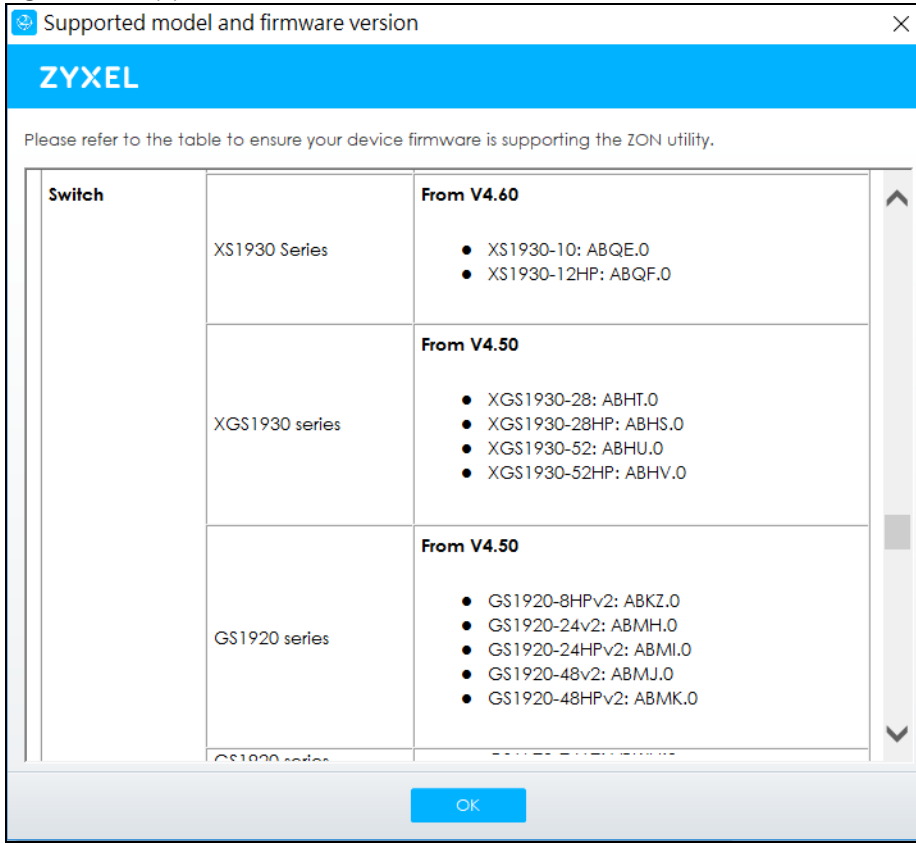 Supported model and firmware version
ZYXEL
Please refer to the table to ensure your device firmware is supporting the ZON utility.
Switch
XS1930 Series
From V4.60
● XS1930-10: ABQE.0
● XS1930-12HP: ABQF.0
XGS1930 series
From V4.50
● XGS1930-28: ABHT.0
● XGS1930-28HP: ABHS.0
● XGS1930-52: ABHU.0
● XGS1930-52HP: ABHV.0
GS1920 series
From V4.50
● GS1920-8HPv2: ABKZ.0
● GS1920-24v2: ABMH.0
● GS1920-24HPv2: ABMI.0
● GS1920-48v2: ABMJ.0
● GS1920-48HPv2: ABMK.0
GS1920 series
OK